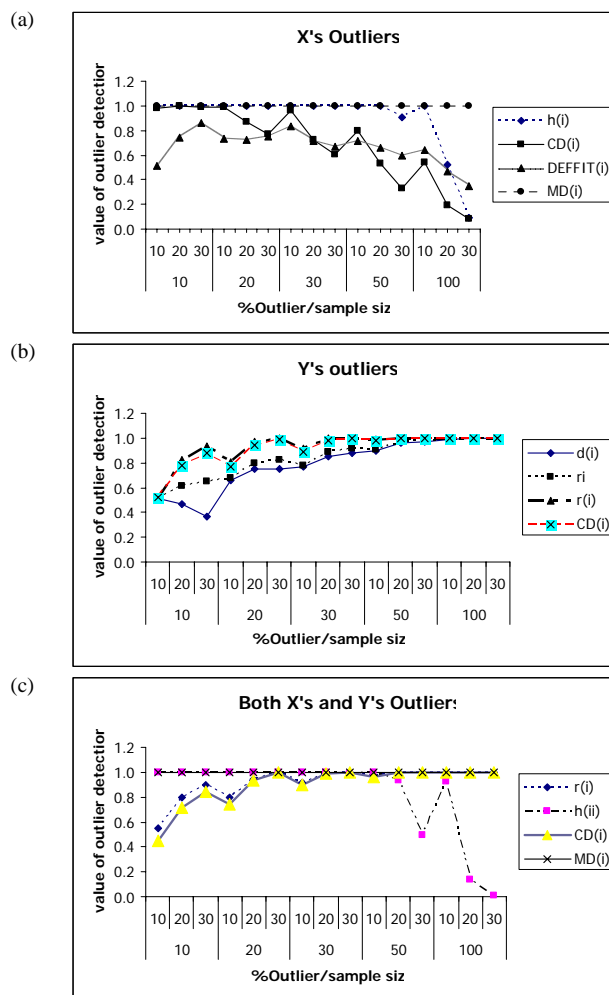 (a)
X's Outliers
value of outlier detection
1.2
1.0
0.8
0.6
0.4
0.2
0.0
10 20 30 10 20 30 10 20 30 10 20 30 10 20 30
10 20 30 50 100
%Outlier/sample siz
h(i)
CD(i)
DEFFIT(i)
MD(i)
(b)
Y's outliers
value of outlier detection
1.2
1.0
0.8
0.6
0.4
0.2
0.0
10 20 30 10 20 30 10 20 30 10 20 30 10 20 30
10 20 30 50 100
%Outlier/sample siz
d(i)
ri
r(i)
CD(i)
(c)
Both X's and Y's Outliers
value of outlier detection
1.2
1.0
0.8
0.6
0.4
0.2
0.0
10 20 30 10 20 30 10 20 30 10 20 30 10 20 30
10 20 30 50 100
%Outlier/sample siz
r(i)
h(ii)
CD(i)
MD(i)